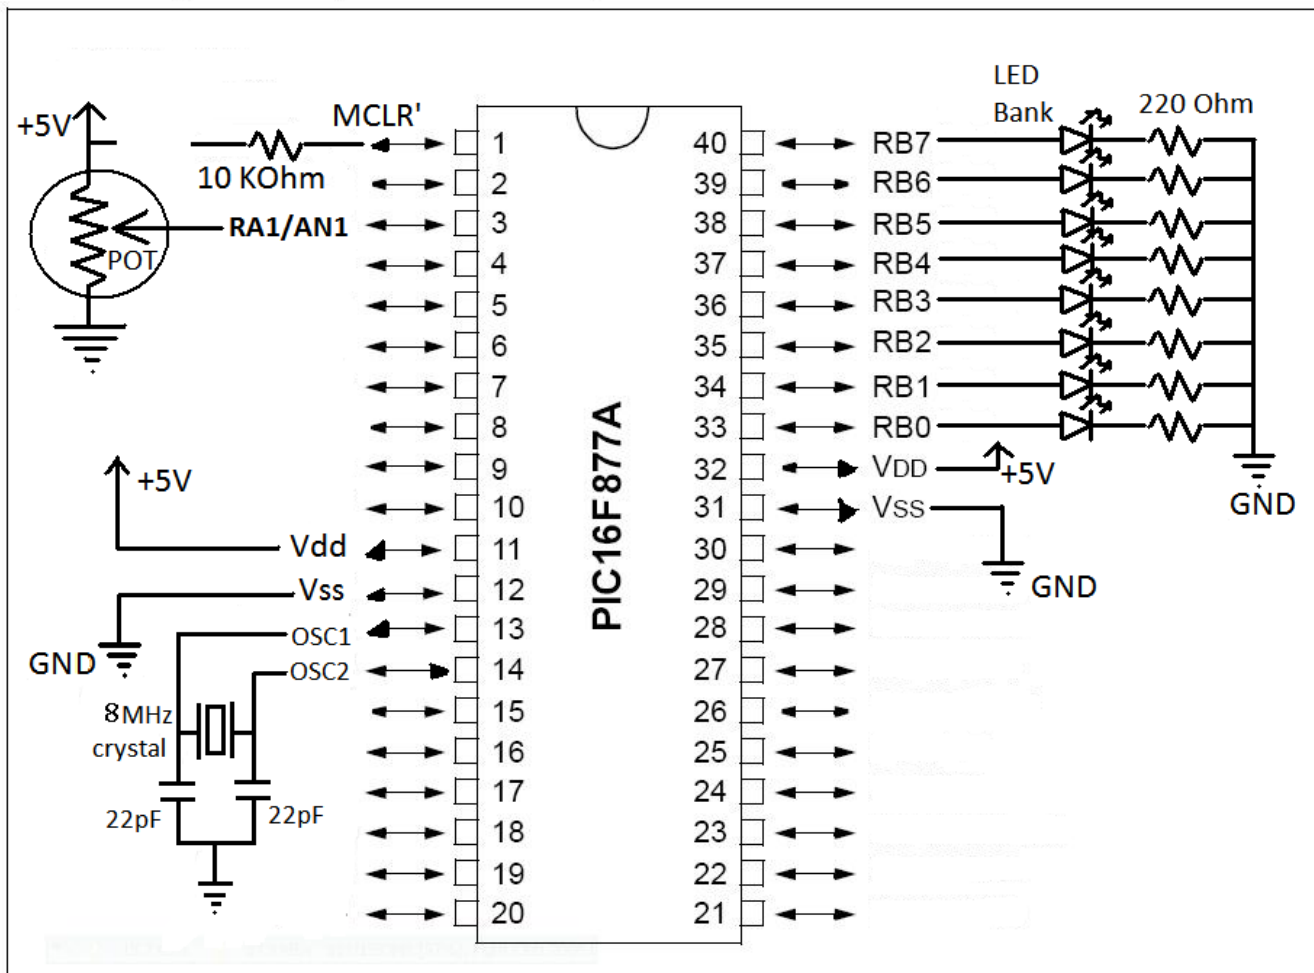 LED
Bank
220 Ohm
+5V
MCLR'
10 KOhm
RA1/AN1
POT
1
2
3
4
5
6
7
8
9
10
11
12
13
14
15
16
17
18
19
20
PIC16F877A
40
39
38
37
36
35
34
33
32
31
30
29
28
27
26
25
24
23
22
21
RB7
RB6
RB5
RB4
RB3
RB2
RB1
RB0
VDD
+5V
VSS
GND
GND
+5V
Vdd
Vss
GND
OSC1
OSC2
8MHz
crystal
22pF
22pF